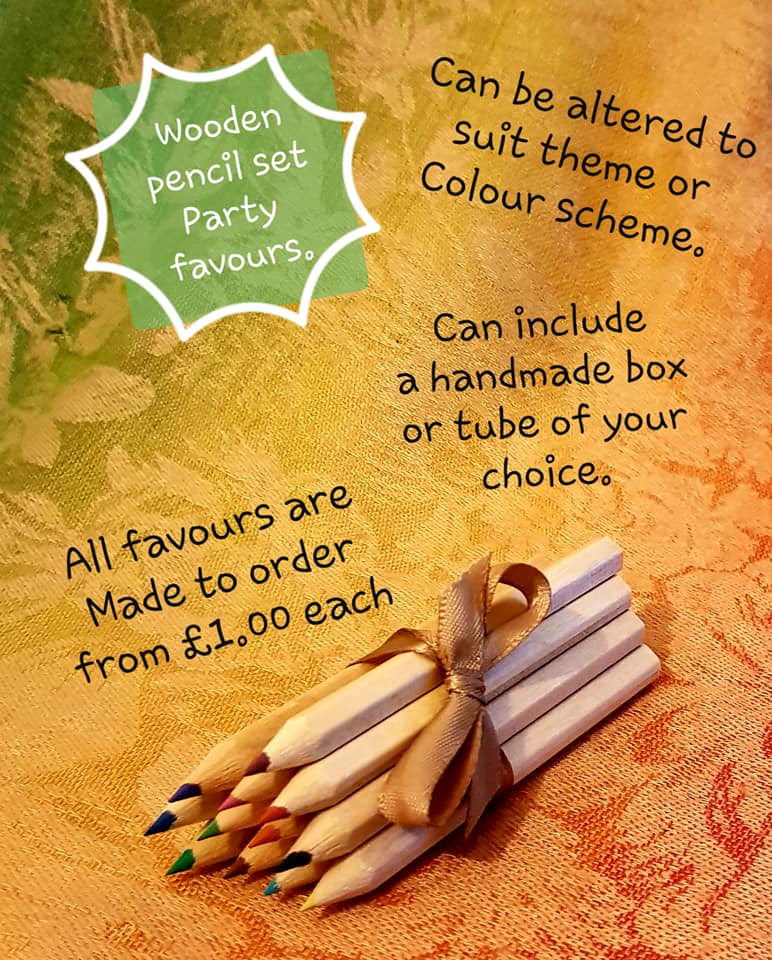 Wooden
pencil set
Party
favours.
Can be altered to
suit theme or
Colour scheme.
Can include
a handmade box
or tube of your
choice.
All favours are
Made to order
from £1.00 each